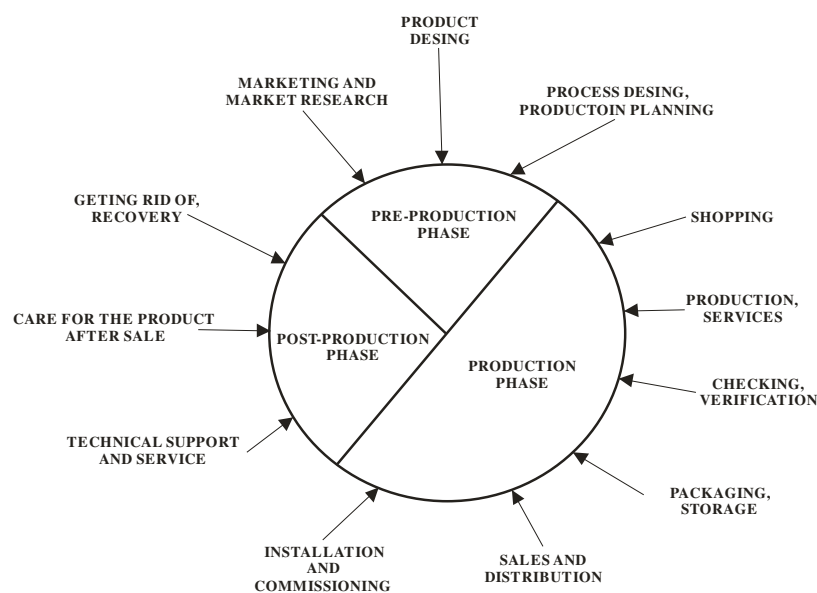 PRODUCT
DESING
MARKETING AND
MARKET RESEARCH
PROCESS DESING,
PRODUCTOIN PLANNING
GETING RID OF,
RECOVERY
PRE-PRODUCTION
PHASE
SHOPPING
CARE FOR THE PRODUCT
AFTER SALE
POST-PRODUCTION
PHASE
PRODUCTION
PHASE
PRODUCTION,
SERVICES
CHECKING,
VERIFICATION
TECHNICAL SUPPORT
AND SERVICE
PACKAGING,
STORAGE
INSTALLATION
AND
COMMISSIONING
SALES AND
DISTRIBUTION